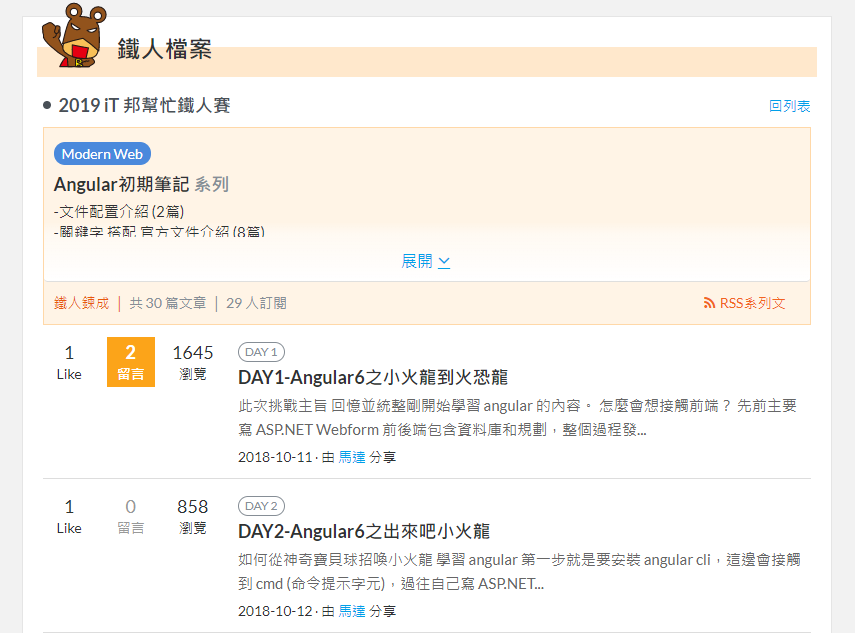 鐵人檔案
2019 iT 邦幫忙鐵人賽
回列表
Modern Web
Angular初期筆記 系列
-文件配置介紹 (2篇)
-關鍵字 搭配 官方文件介紹 (8篇)
展開
鐵人鍊成 | 共 30 篇文章 | 29 人訂閱
RSS系列文
1 2 1645
Like 留言 瀏覽
DAY 1
DAY1-Angular6之小火龍到火恐龍
此次挑戰主旨 回憶並統整剛開始學習 angular 的內容。 怎麼會想接觸前端？ 先前主要
寫 ASP.NET Webform 前後端包含資料庫和規劃，整個過程發...
2018-10-11 ‧ 由 馬達 分享
1 0 858
Like 留言 瀏覽
DAY 2
DAY2-Angular6之出來吧小火龍
如何從神奇寶貝球招喚小火龍 學習 angular 第一步就是要安裝 angular cli，這邊會接觸
到 cmd (命令提示字元)，過往自己寫 ASP.NET...
2018-10-12 ‧ 由 馬達 分享